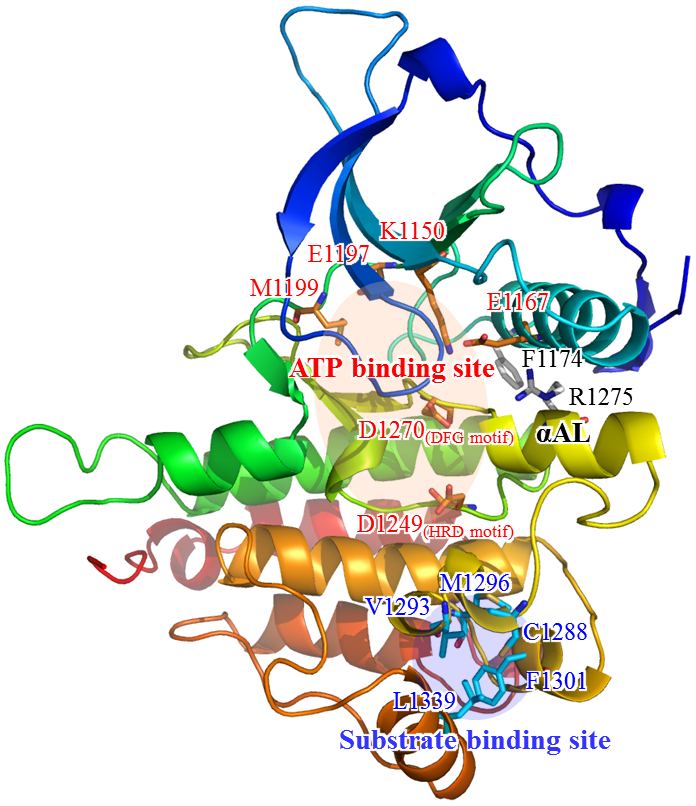 K1150
E1197
M1199
E1167
F1174
ATP binding site
R1275
D1270(DFG motif)
αAL
D1249(HRD motif)
M1296
V1293
C1288
F1301
L1339
Substrate binding site